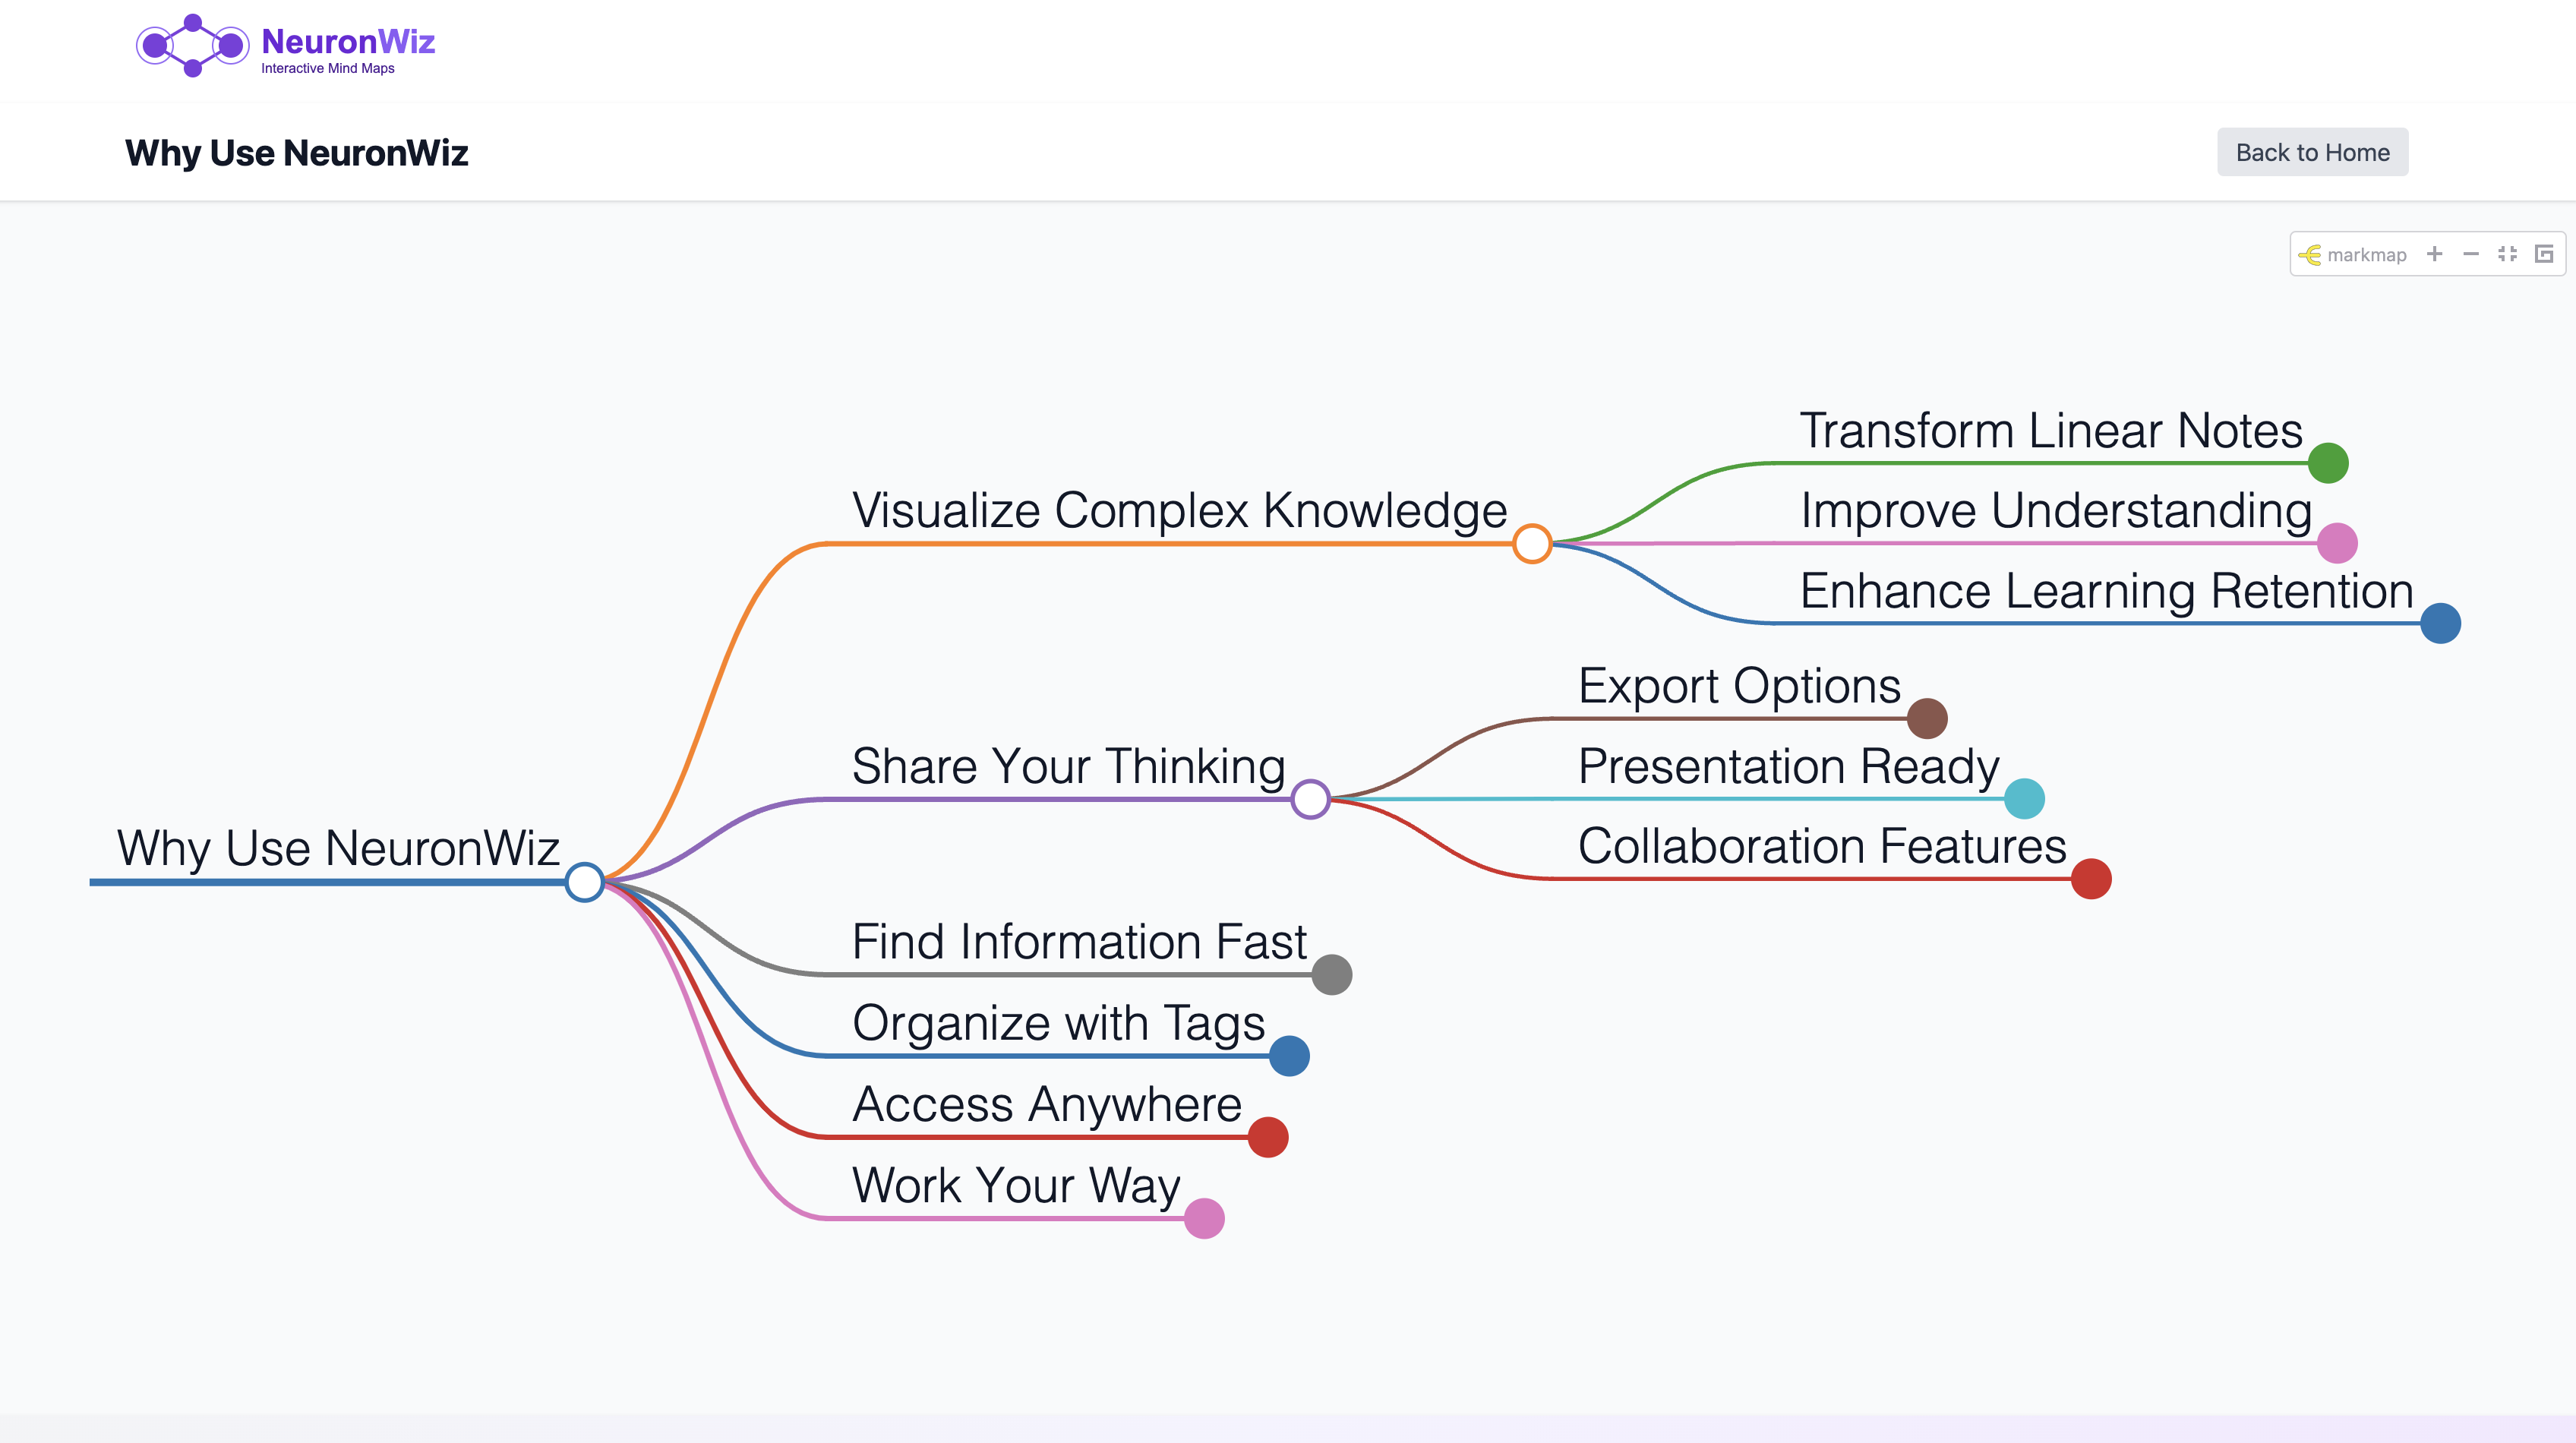 NeuronWiz
Interactive Mind Maps
Why Use NeuronWiz
Back to Home
markmap
Transform Linear Notes
Visualize Complex Knowledge
Improve Understanding
Enhance Learning Retention
Export Options
Share Your Thinking
Presentation Ready
Why Use NeuronWiz
Collaboration Features
Find Information Fast
Organize with Tags
Access Anywhere
Work Your Way